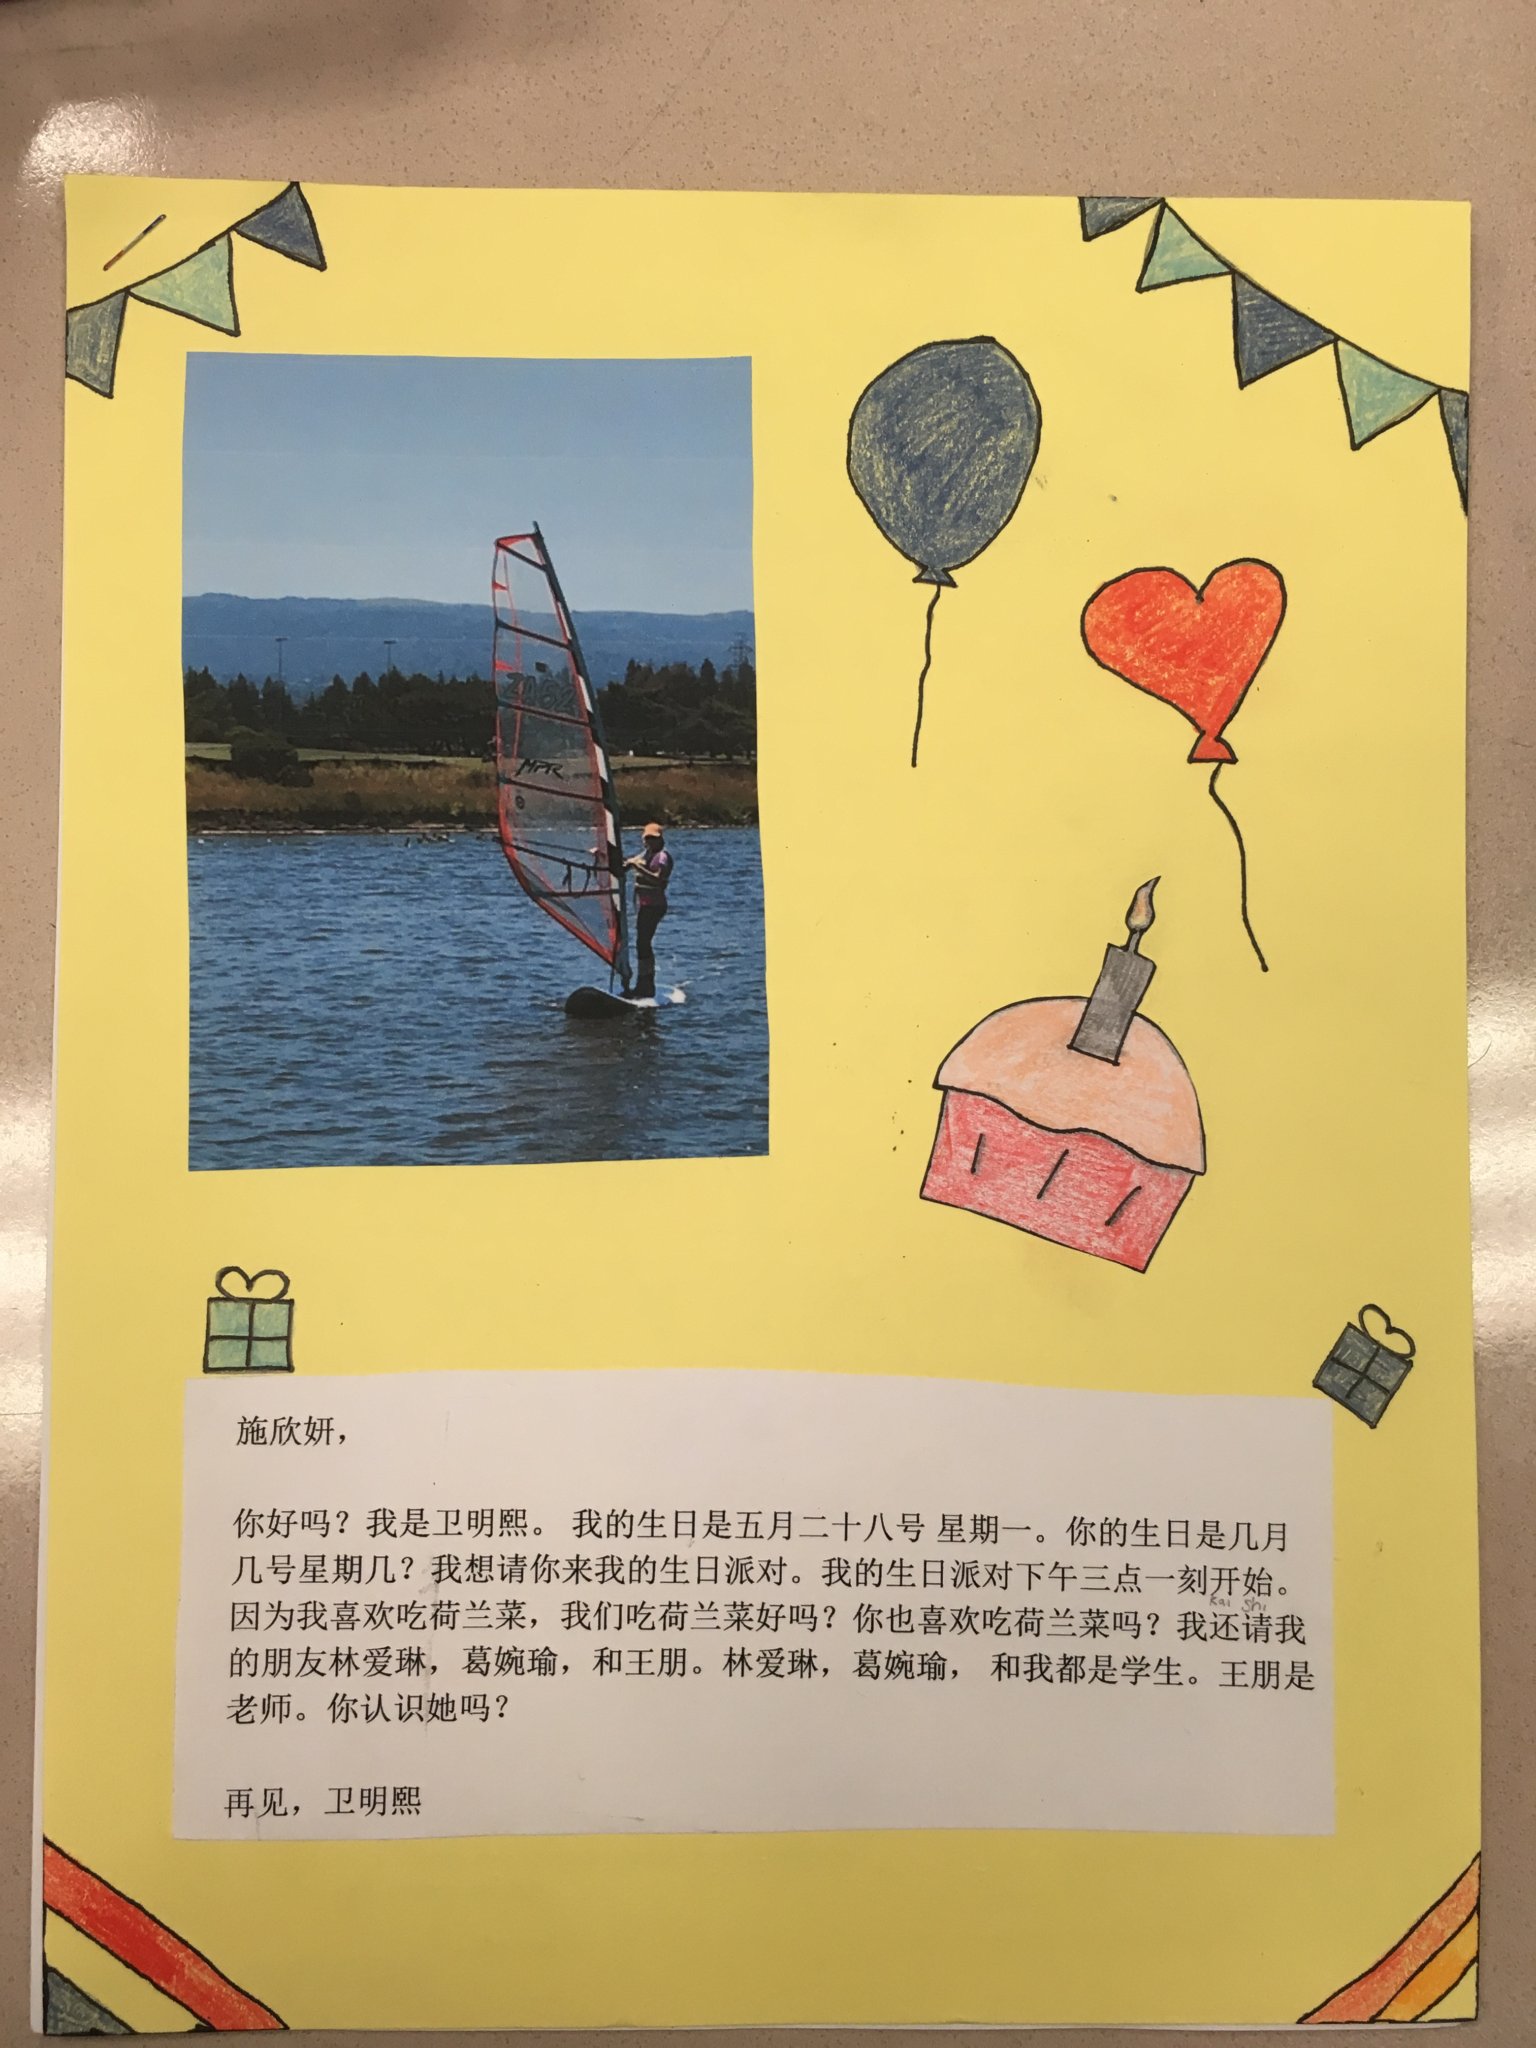 MPR
施欣妍，
你好吗？我是卫明熙。 我的生日是五月二十八号 星期一。你的生日是几月
几号星期几？我想请你来我的生日派对。我的生日派对下午三点一刻开始。
kai shi
因为我喜欢吃荷兰菜，我们吃荷兰菜好吗？你也喜欢吃荷兰菜吗？我还请我
的朋友林爱琳，葛婉瑜，和王朋。林爱琳，葛婉瑜， 和我都是学生。王朋是
老师。你认识她吗？
再见，卫明熙